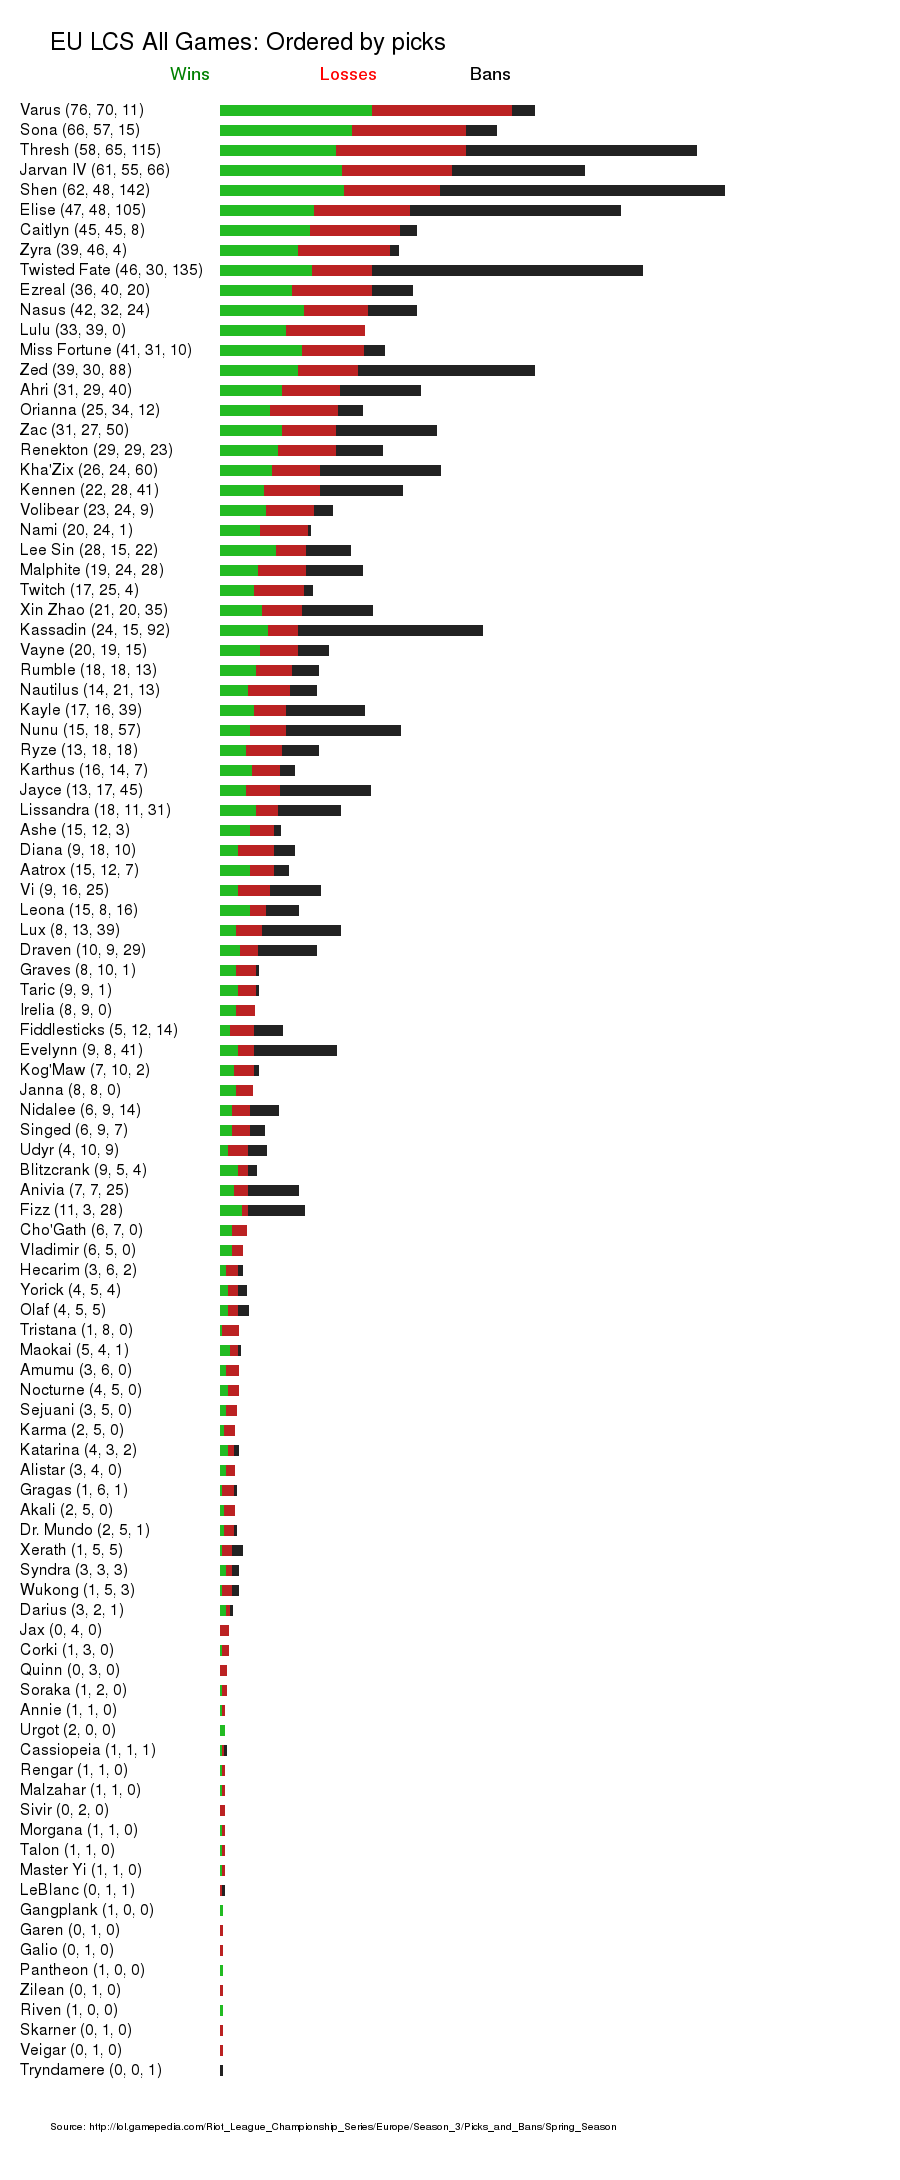 EU LCS All Games: Ordered by picks
Wins Losses Bans
Varus (76, 70, 11)
Sona (66, 57, 15)
Thresh (58, 65, 115)
Jarvan IV (61, 55, 66)
Shen (62, 48, 142)
Elise (47, 48, 105)
Caitlyn (45, 45, 8)
Zyra (39, 46, 4)
Twisted Fate (46, 30, 135)
Ezreal (36, 40, 20)
Nasus (42, 32, 24)
Lulu (33, 39, 0)
Miss Fortune (41, 31, 10)
Zed (39, 30, 88)
Ahri (31, 29, 40)
Orianna (25, 34, 12)
Zac (31, 27, 50)
Renekton (29, 29, 23)
Kha'Zix (26, 24, 60)
Kennen (22, 28, 41)
Volibear (23, 24, 9)
Nami (20, 24, 1)
Lee Sin (28, 15, 22)
Malphite (19, 24, 28)
Twitch (17, 25, 4)
Xin Zhao (21, 20, 35)
Kassadin (24, 15, 92)
Vayne (20, 19, 15)
Rumble (18, 18, 13)
Nautilus (14, 21, 13)
Kayle (17, 16, 39)
Nunu (15, 18, 57)
Ryze (13, 18, 18)
Karthus (16, 14, 7)
Jayce (13, 17, 45)
Lissandra (18, 11, 31)
Ashe (15, 12, 3)
Diana (9, 18, 10)
Aatrox (15, 12, 7)
Vi (9, 16, 25)
Leona (15, 8, 16)
Lux (8, 13, 39)
Draven (10, 9, 29)
Graves (8, 10, 1)
Taric (9, 9, 1)
Irelia (8, 9, 0)
Fiddlesticks (5, 12, 14)
Evelynn (9, 8, 41)
Kog'Maw (7, 10, 2)
Janna (8, 8, 0)
Nidalee (6, 9, 14)
Singed (6, 9, 7)
Udyr (4, 10, 9)
Blitzcrank (9, 5, 4)
Anivia (7, 7, 25)
Fizz (11, 3, 28)
Cho'Gath (6, 7, 0)
Vladimir (6, 5, 0)
Hecarim (3, 6, 2)
Yorick (4, 5, 4)
Olaf (4, 5, 5)
Tristana (1, 8, 0)
Maokai (5, 4, 1)
Amumu (3, 6, 0)
Nocturne (4, 5, 0)
Sejuani (3, 5, 0)
Karma (2, 5, 0)
Katarina (4, 3, 2)
Alistar (3, 4, 0)
Gragas (1, 6, 1)
Akali (2, 5, 0)
Dr. Mundo (2, 5, 1)
Xerath (1, 5, 5)
Syndra (3, 3, 3)
Wukong (1, 5, 3)
Darius (3, 2, 1)
Jax (0, 4, 0)
Corki (1, 3, 0)
Quinn (0, 3, 0)
Soraka (1, 2, 0)
Annie (1, 1, 0)
Urgot (2, 0, 0)
Cassiopeia (1, 1, 1)
Rengar (1, 1, 0)
Malzahar (1, 1, 0)
Sivir (0, 2, 0)
Morgana (1, 1, 0)
Talon (1, 1, 0)
Master Yi (1, 1, 0)
LeBlanc (0, 1, 1)
Gangplank (1, 0, 0)
Garen (0, 1, 0)
Galio (0, 1, 0)
Pantheon (1, 0, 0)
Zilean (0, 1, 0)
Riven (1, 0, 0)
Skarner (0, 1, 0)
Veigar (0, 1, 0)
Tryndamere (0, 0, 1)
Source: http://lol.gamepedia.com/Riot_League_Championship_Series/Europe/Season_3/Picks_and_Bans/Spring_Season